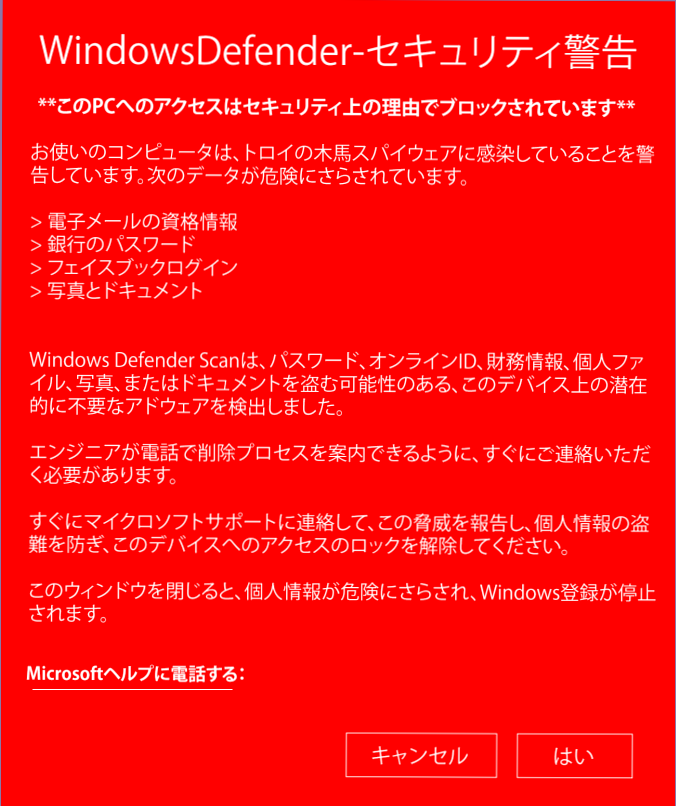 WindowsDefender-セキュリティ警告
**このPCへのアクセスはセキュリティ上の理由でブロックされています**
お使いのコンピュータは、トロイの木馬スパイウェアに感染していることを警
告しています。次のデータが危険にさらされています。
> 電子メールの資格情報
> 銀行のパスワード
> フェイスブックログイン
> 写真とドキュメント
Windows Defender Scanは、パスワード、オンラインID、財務情報、個人ファ
イル、写真、またはドキュメントを盗む可能性のある、このデバイス上の潜在
的に不要なアドウェアを検出しました。
エンジニアが電話で削除プロセスを案内できるように、すぐにご連絡いただ
く必要があります。
すぐにマイクロソフトサポートに連絡して、この脅威を報告し、個人情報の盗
難を防ぎ、このデバイスへのアクセスのロックを解除してください。
このウィンドウを閉じると、個人情報が危険にさらされ、Windows登録が停止
されます。
Microsoftヘルプに電話する:
キャンセル はい